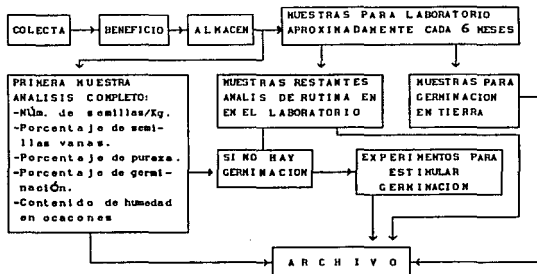 COLECTA
BENEFICIO
ALMACEN
MUESTRAS PARA LABORATORIO
APROXIMADAMENTE CADA 6 MESES
PRIMERA MUESTRA
ANALISIS COMPLETO:
-Núm. de semillas/Kg.
-Porcentaje de semi-
llas vanas.
-Porcentaje de pureza.
-Porcentaje de germi-
nación.
-Contenido de humedad
en ocacones
MUESTRAS RESTANTES
ANALIS DE RUTINA EN
EN EL LABORATORIO
MUESTRAS PARA
GERMINACION
EN TIERRA
SI NO HAY
GERMINACION
EXPERIMENTOS PARA
ESTIMULAR
GERMINACION
A R C H I V O